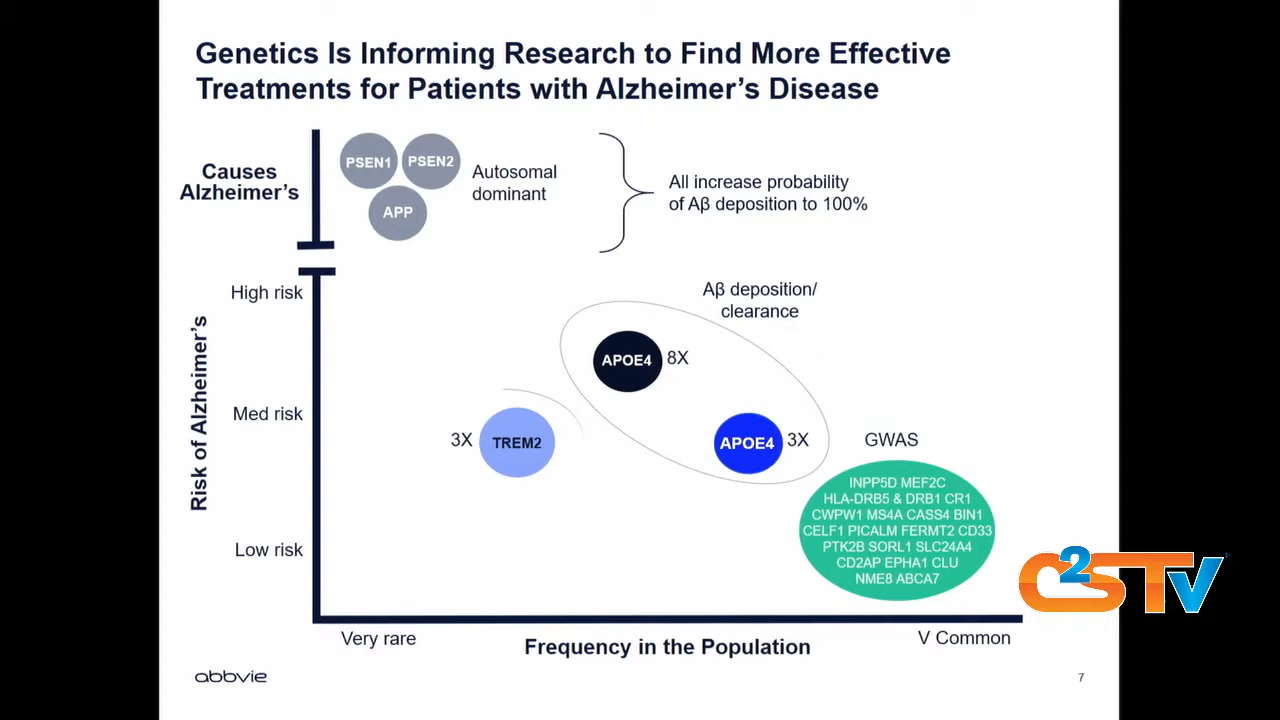 Genetics Is Informing Research to Find More Effective
Treatments for Patients with Alzheimer's Disease
Causes
Alzheimer's
PSEN1
PSEN2
APP
Autosomal
dominant
All increase probability
of Aβ deposition to 100%
Risk of Alzheimer's
High risk
Med risk
Low risk
Aβ deposition/
clearance
APOE4 8X
3X TREM2
APOE4 3X
GWAS
INPP5D MEF2C
HLA-DRB5 & DRB1 CR1
CWPW1 MS4A CASS4 BIN1
CELF1 PICALM FERMT2 CD33
PTK2B SORL1 SLC24A4
CD2AP EPHA1 CLU
NME8 ABCA7
C2STV
Very rare
Frequency in the Population
V Common
abbvie
7